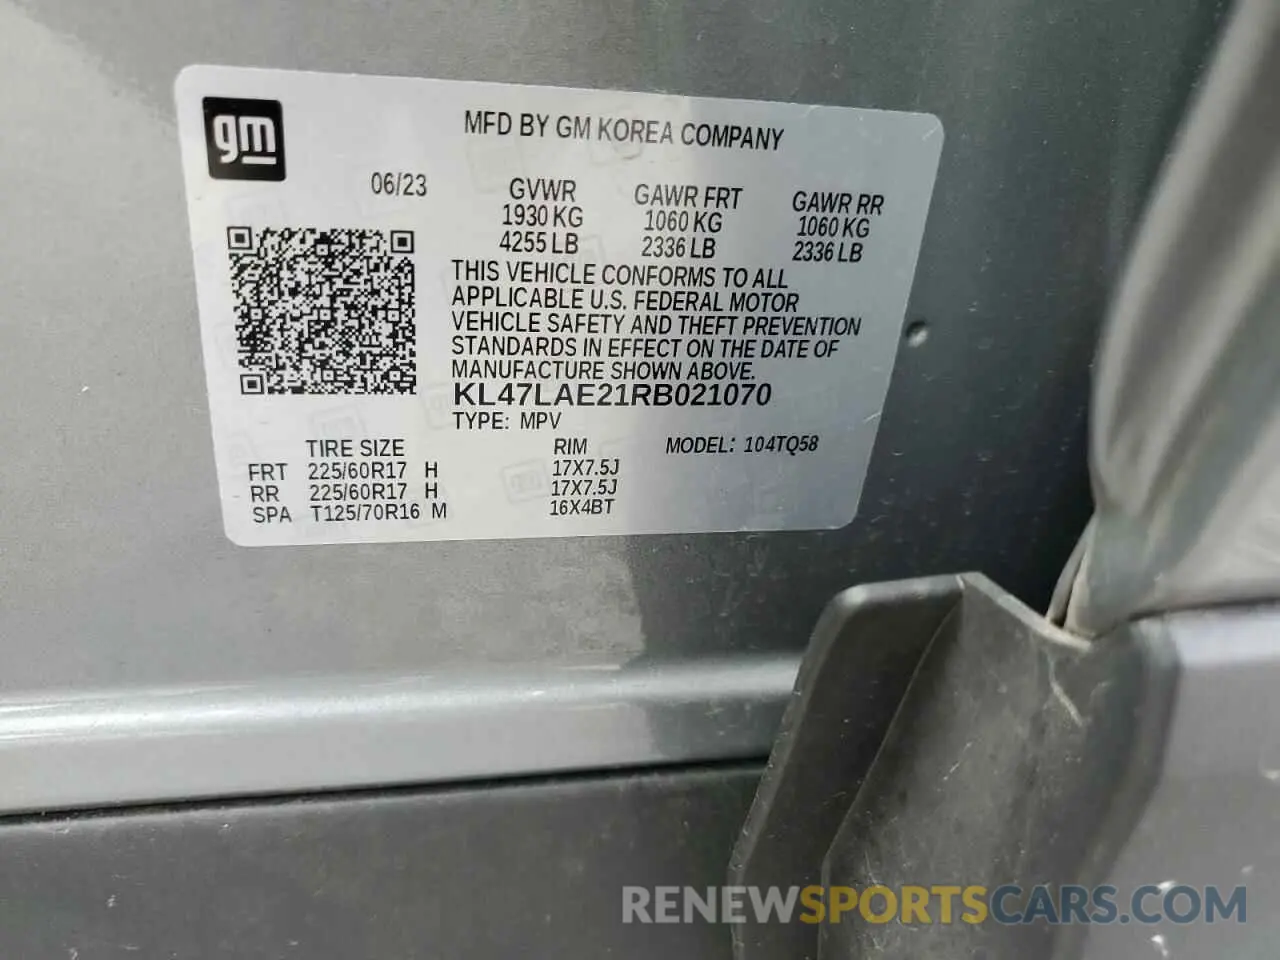 gm
MFD BY GM KOREA COMPANY
06/23
GVWR GAWR FRT GAWR RR
1930 KG 1060 KG 1060 KG
4255 LB 2336 LB 2336 LB
THIS VEHICLE CONFORMS TO ALL
APPLICABLE U.S. FEDERAL MOTOR
VEHICLE SAFETY AND THEFT PREVENTION
STANDARDS IN EFFECT ON THE DATE OF
MANUFACTURE SHOWN ABOVE.
KL47LAE21RB021070
TYPE: MPV
TIRE SIZE RIM MODEL: 104TQ58
FRT 225/60R17 H 17X7.5J
RR 225/60R17 H 17X7.5J
SPA T125/70R16 M 16X4BT
RENEWSPORTSCARS.COM